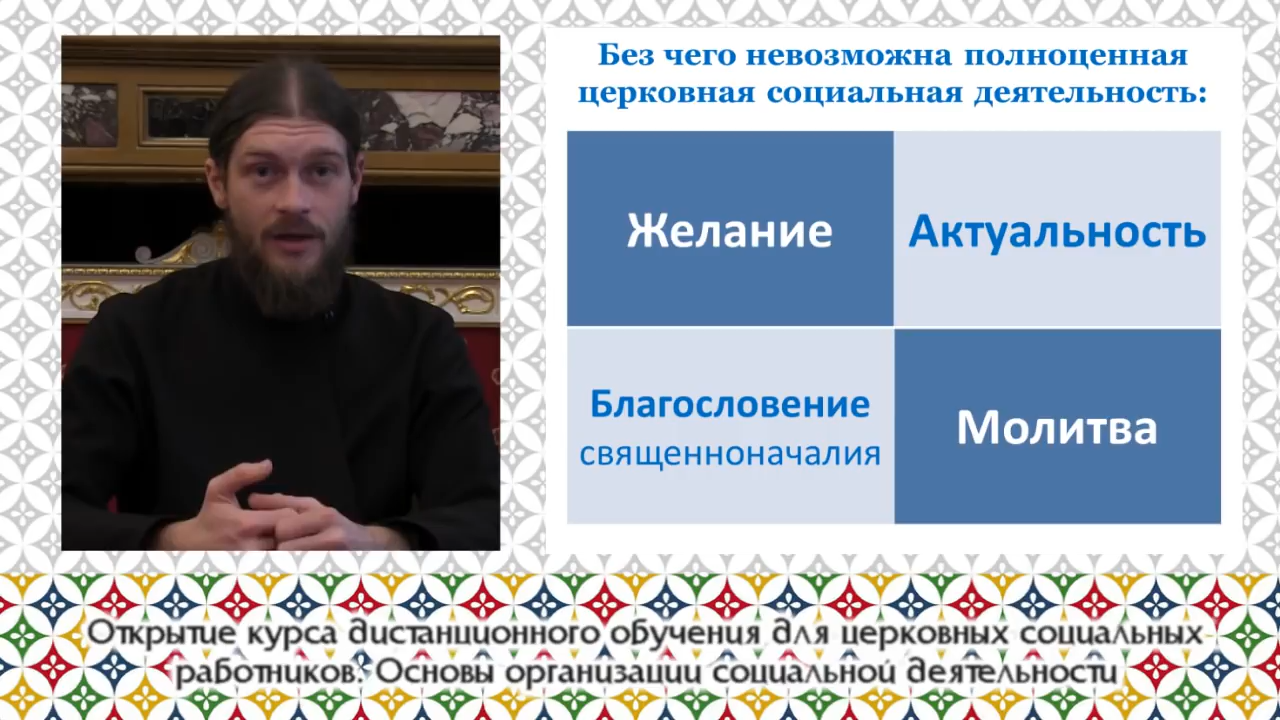 Без чего невозможна полноценная
церковная социальная деятельность:
Желание
Актуальность
Благословение
священноначалия
Молитва
Открытие курса дистанционного обучения для церковных социальных
работников. Основы организации социальной деятельности